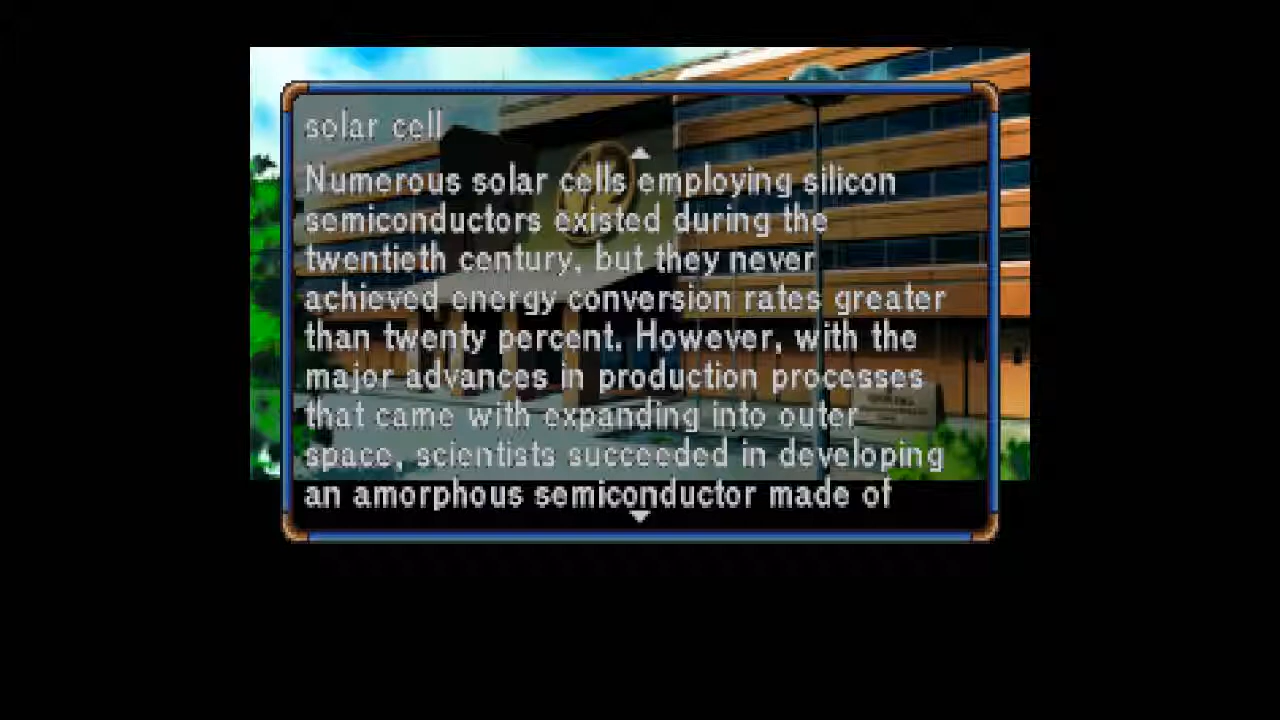 solar cell
Numerous solar cells employing silicon
semiconductors existed during the
twentieth century, but they never
achieved energy conversion rates greater
than twenty percent. However, with the
major advances in production processes
that came with expanding into outer
space, scientists succeeded in developing
an amorphous semiconductor made of